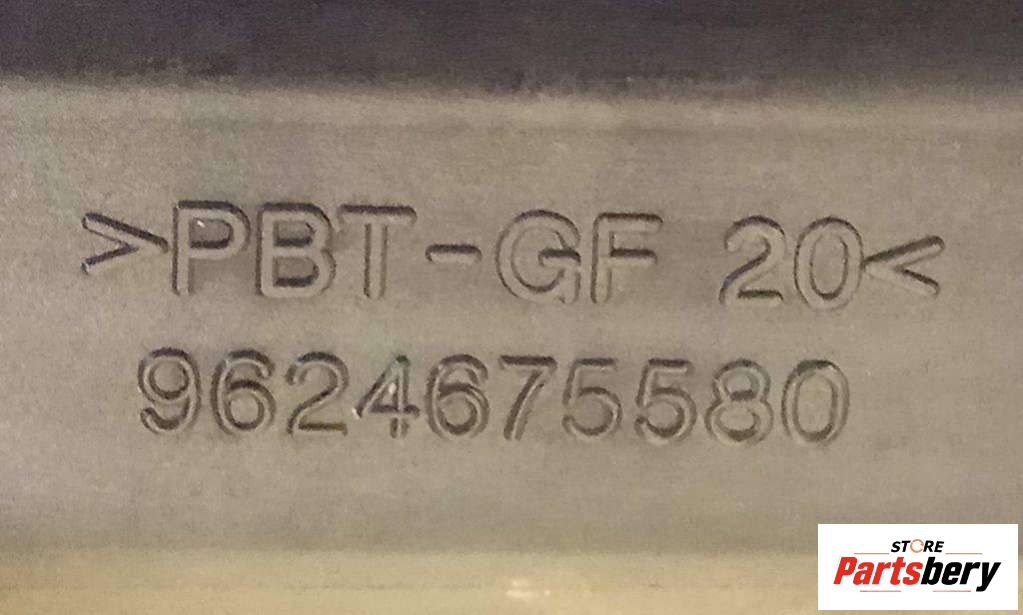 >PBT-GF 20<
9624675580
STORE
Partsbery